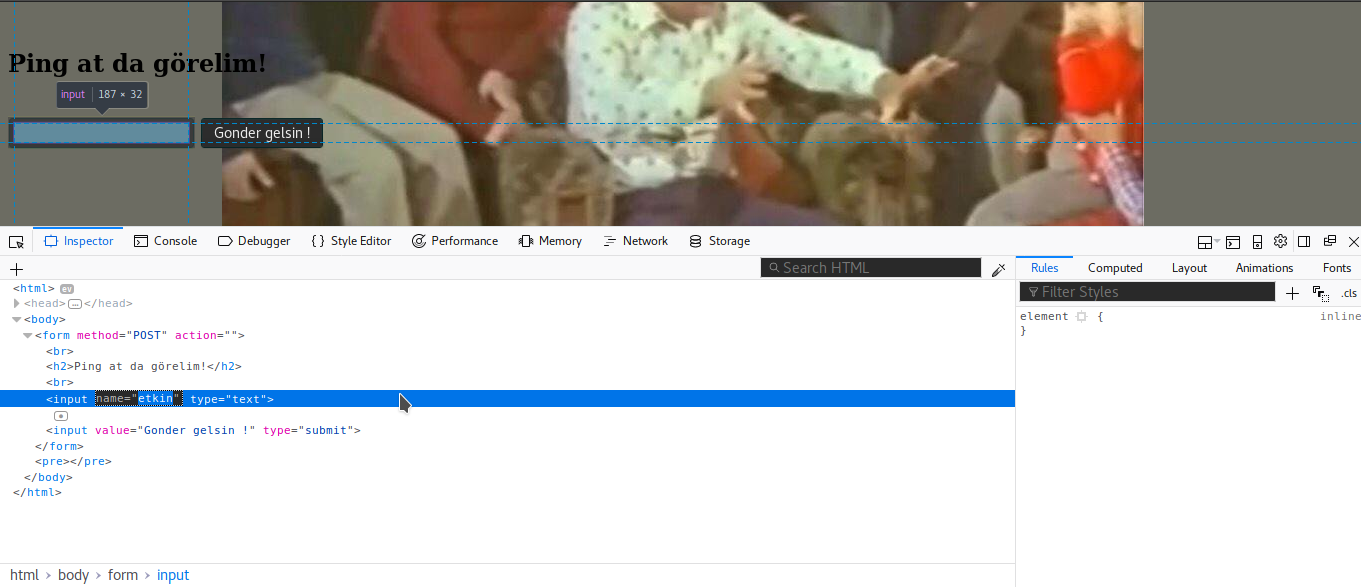 Ping at da görelim!
input 187 × 32
Gonder gelsin !
Inspector Console Debugger {} Style Editor Performance Memory Network Storage
+ Search HTML Rules Computed Layout Animations Fonts
Filter Styles + .cls
<html> ev
<head> … </head>
<body>
<form method="POST" action="">
<br>
<h2>Ping at da görelim!</h2>
<br>
<input name="etkin" type="text">
<input value="Gonder gelsin !" type="submit">
</form>
<pre></pre>
</body>
</html>
element { inline
}
html › body › form › input